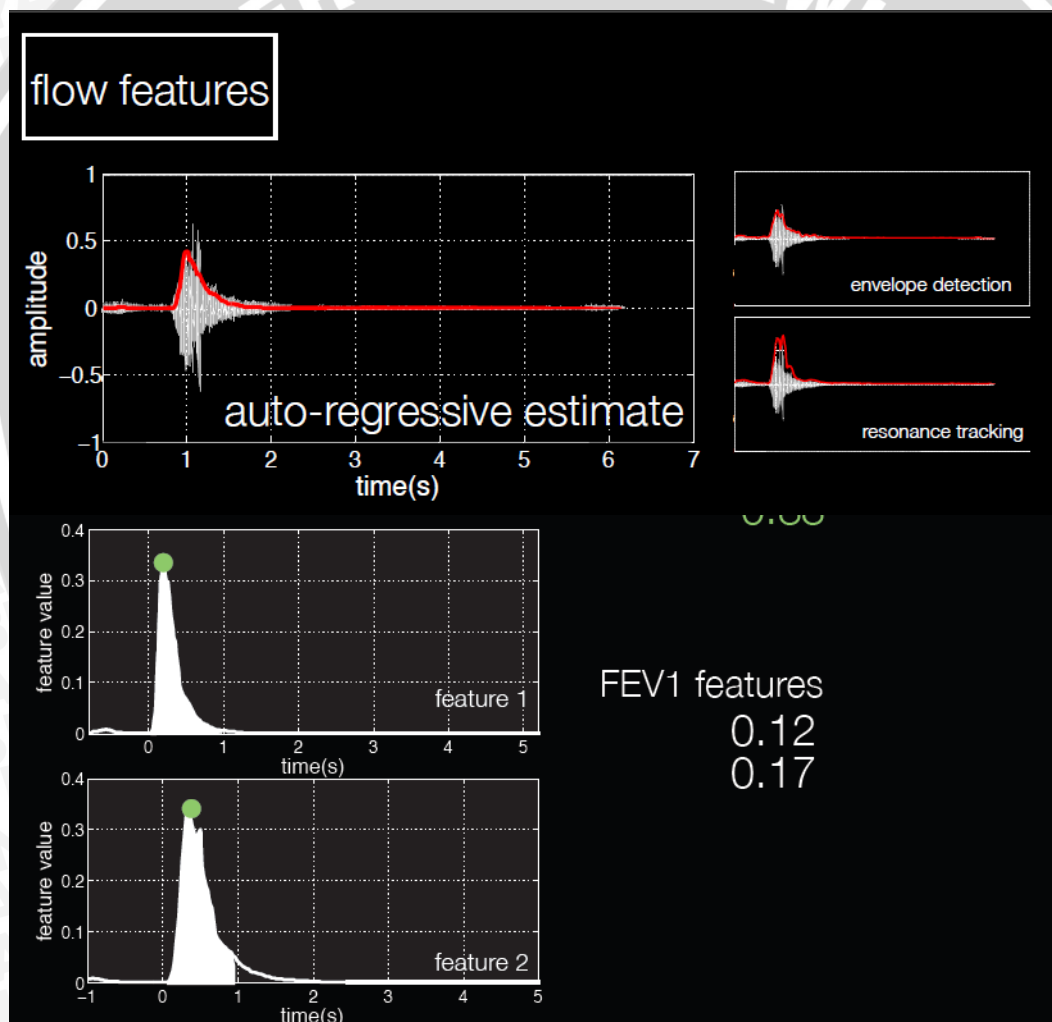 flow features
1
0.5
0
−0.5
−1
amplitude
0 1 2 3 4 5 6 7
time(s)
auto-regressive estimate
envelope detection
resonance tracking
0.4
0.3
0.2
0.1
0
feature value
feature 1
0 1 2 3 4 5
time(s)
FEV1 features
0.12
0.17
0.4
0.3
0.2
0.1
0
feature value
feature 2
−1 0 1 2 3 4 5
time(s)